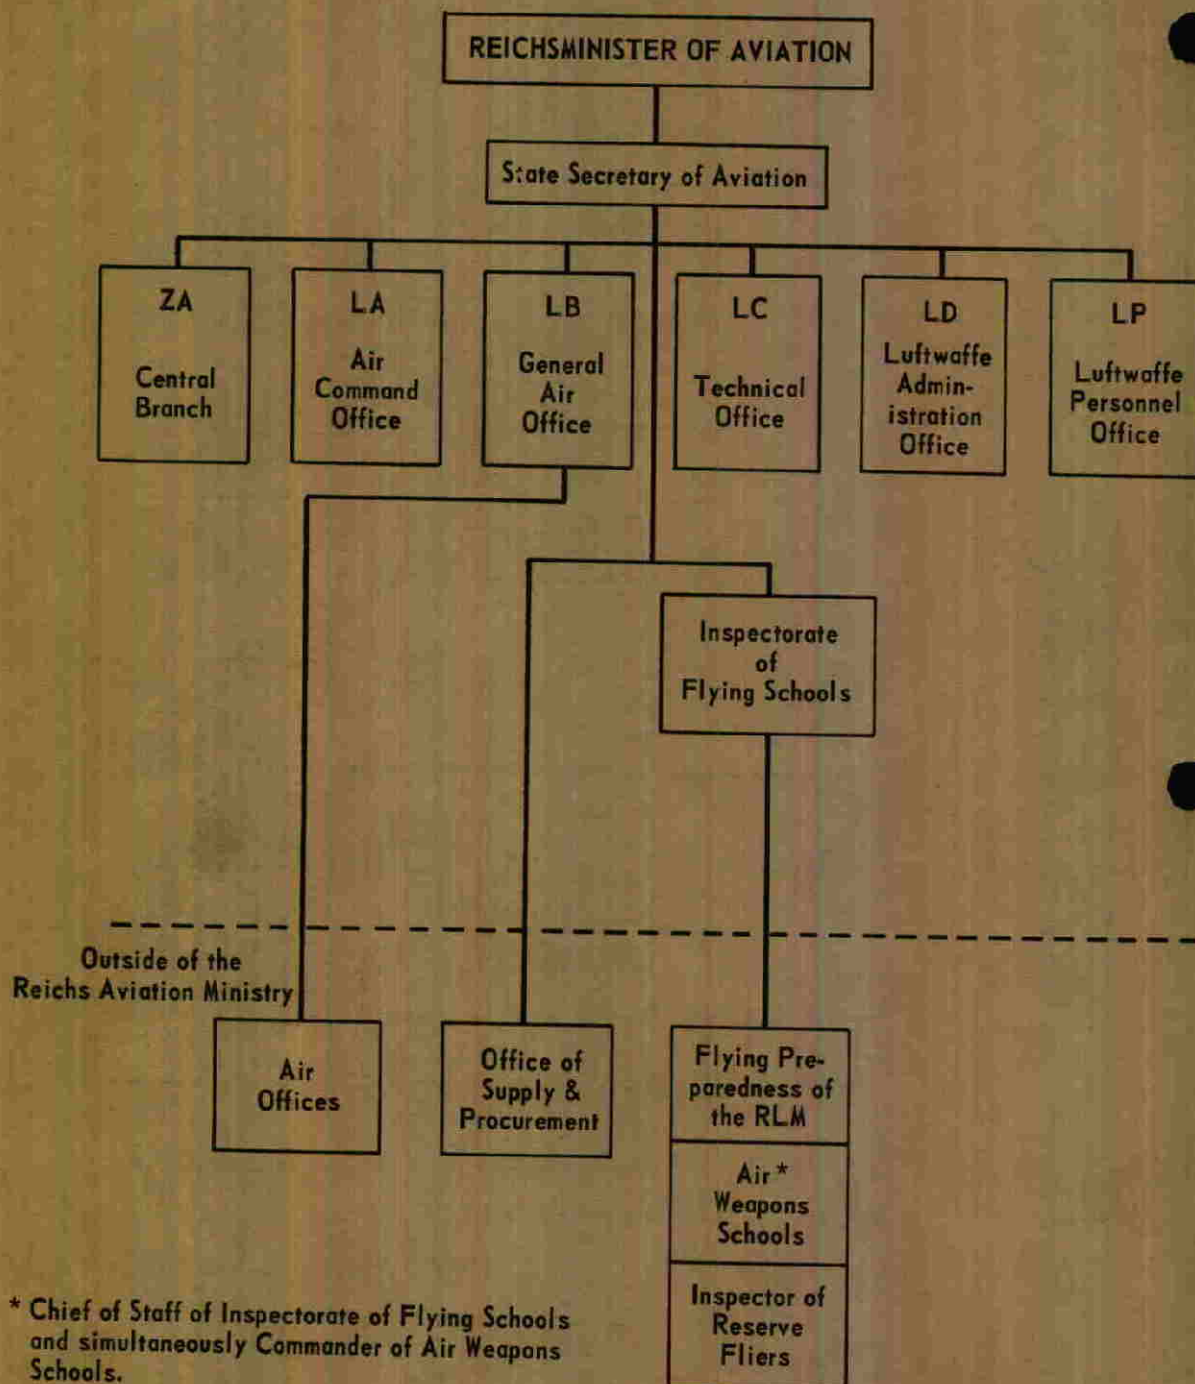 REICHSMINISTER OF AVIATION
State Secretary of Aviation
ZA
Central
Branch
LA
Air
Command
Office
LB
General
Air
Office
LC
Technical
Office
LD
Luftwaffe
Admin-
istration
Office
LP
Luftwaffe
Personnel
Office
Inspectorate
of
Flying Schools
Outside of the
Reichs Aviation Ministry
Air
Offices
Office of
Supply &
Procurement
Flying Pre-
paredness of
the RLM
Air*
Weapons
Schools
Inspector of
Reserve
Fliers
* Chief of Staff of Inspectorate of Flying Schools
and simultaneously Commander of Air Weapons
Schools.